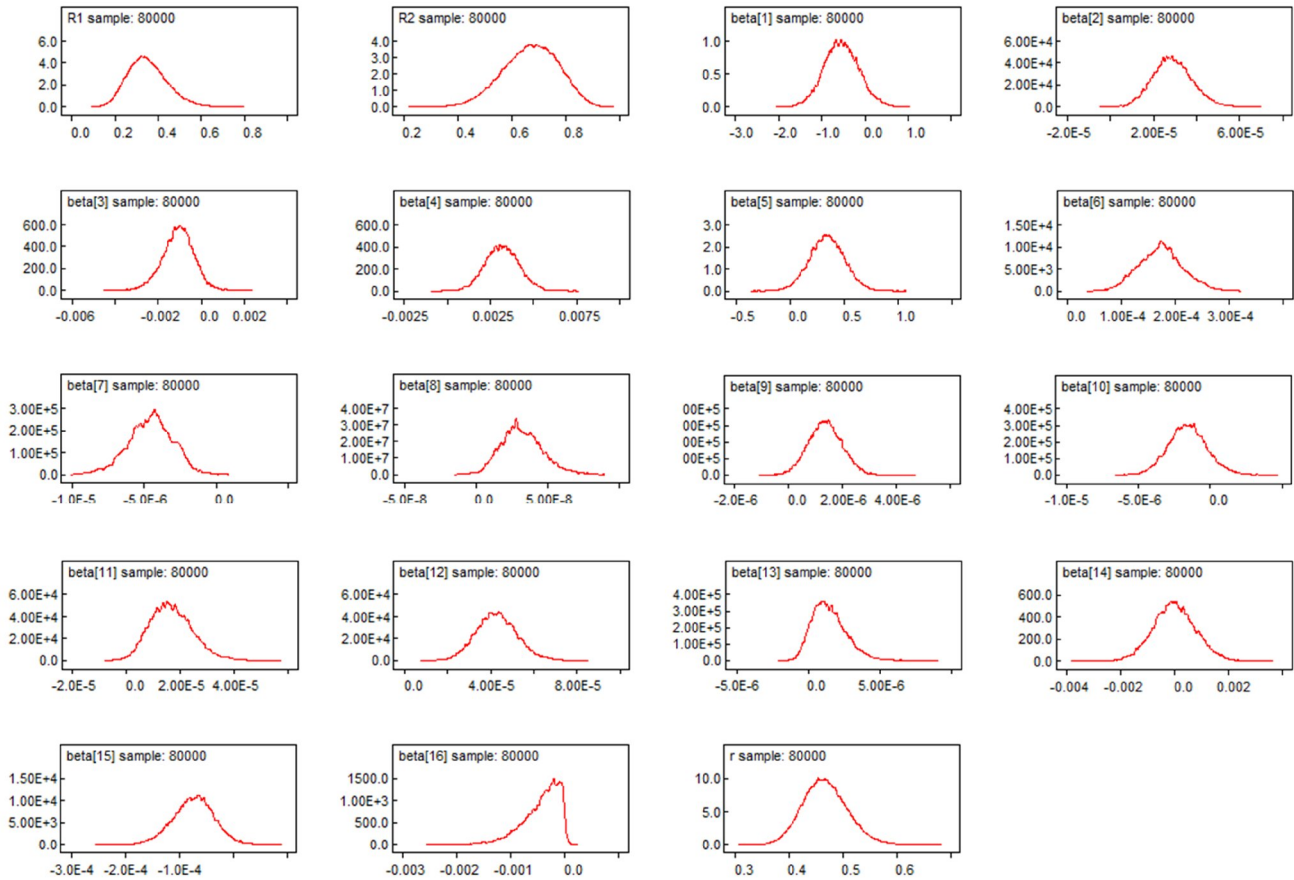 R1 sample: 80000
6.0
4.0
2.0
0.0
0.0 0.2 0.4 0.6 0.8
R2 sample: 80000
4.0
3.0
2.0
1.0
0.0
0.2 0.4 0.6 0.8
beta[1] sample: 80000
1.0
0.5
0.0
-3.0 -2.0 -1.0 0.0 1.0
beta[2] sample: 80000
6.00E+4
4.00E+4
2.00E+4
0.0
-2.0E-5 2.00E-5 6.00E-5
beta[3] sample: 80000
600.0
400.0
200.0
0.0
-0.006 -0.002 0.0 0.002
beta[4] sample: 80000
600.0
400.0
200.0
0.0
-0.0025 0.0025 0.0075
beta[5] sample: 80000
3.0
2.0
1.0
0.0
-0.5 0.0 0.5 1.0
beta[6] sample: 80000
1.50E+4
1.00E+4
5.00E+3
0.0
0.0 1.00E-4 2.00E-4 3.00E-4
beta[7] sample: 80000
3.00E+5
2.00E+5
1.00E+5
0.0
-1.0E-5 -5.0E-6 0.0
beta[8] sample: 80000
4.00E+7
3.00E+7
2.00E+7
1.00E+7
0.0
-5.0E-8 0.0 5.00E-8
beta[9] sample: 80000
00E+5
00E+5
00E+5
0.0
-2.0E-6 0.0 2.00E-6 4.00E-6
beta[10] sample: 80000
4.00E+5
3.00E+5
2.00E+5
1.00E+5
0.0
-1.0E-5 -5.0E-6 0.0
beta[11] sample: 80000
6.00E+4
4.00E+4
2.00E+4
0.0
-2.0E-5 0.0 2.00E-5 4.00E-5
beta[12] sample: 80000
6.00E+4
4.00E+4
2.00E+4
0.0
0.0 4.00E-5 8.00E-5
beta[13] sample: 80000
4.00E+5
3.00E+5
2.00E+5
1.00E+5
0.0
-5.0E-6 0.0 5.00E-6
beta[14] sample: 80000
600.0
400.0
200.0
0.0
-0.004 -0.002 0.0 0.002
beta[15] sample: 80000
1.50E+4
1.00E+4
5.00E+3
0.0
-3.0E-4 -2.0E-4 -1.0E-4
beta[16] sample: 80000
1500.0
1.00E+3
500.0
0.0
-0.003 -0.002 -0.001 0.0
r sample: 80000
10.0
5.0
0.0
0.3 0.4 0.5 0.6